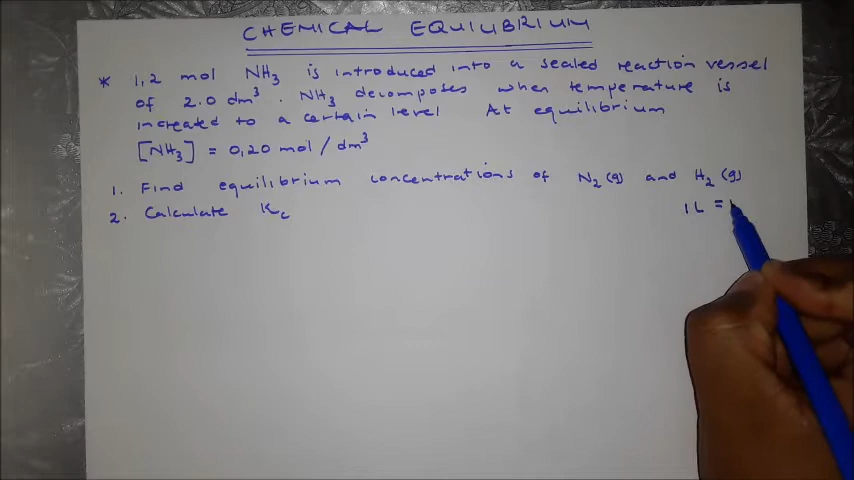 CHEMICAL EQUILIBRIUM
* 1,2 mol NH3 is introduced into a sealed reaction vessel
of 2.0 dm³. NH3 decomposes when temperature is
increated to a certain level At equilibrium
[NH3] = 0,20 mol / dm³
1. Find equilibrium concentrations of N2 (g) and H2 (g)
2. Calculate Kc
1L =